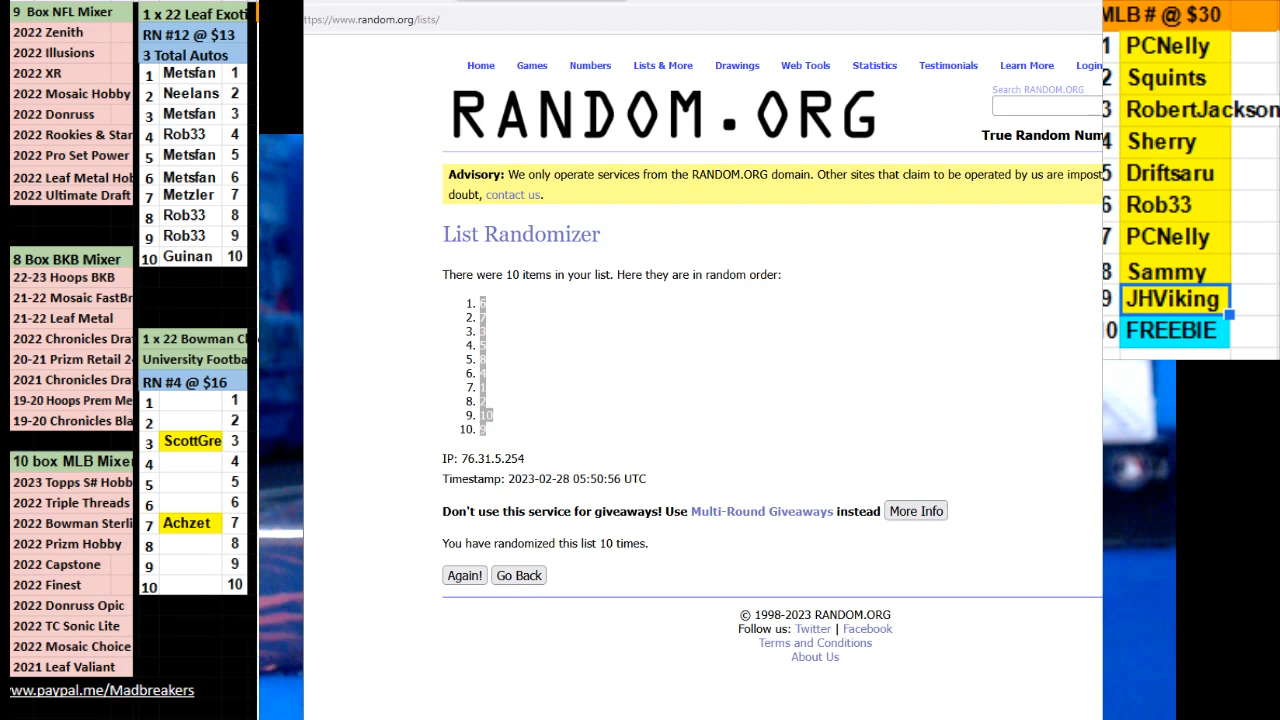 9 Box NFL Mixer
2022 Zenith
2022 Illusions
2022 XR
2022 Mosaic Hobby
2022 Donruss
2022 Rookies & Star
2022 Pro Set Power
2022 Leaf Metal Hob
2022 Ultimate Draft
8 Box BKB Mixer
22-23 Hoops BKB
21-22 Mosaic FastBr
21-22 Leaf Metal
2022 Chronicles Dra
20-21 Prizm Retail 24
2021 Chronicles Dra
19-20 Hoops Prem Me
19-20 Chronicles Bla
10 box MLB Mixer
2023 Topps S# Hobb
2022 Triple Threads
2022 Bowman Sterli
2022 Prizm Hobby
2022 Capstone
2022 Finest
2022 Donruss Opic
2022 TC Sonic Lite
2022 Mosaic Choice
2021 Leaf Valiant
ww.paypal.me/Madbreakers
1 x 22 Leaf Exoti
RN #12 @ $13
3 Total Autos
1 Metsfan 1
2 Neelans 2
3 Metsfan 3
4 Rob33 4
5 Metsfan 5
6 Metsfan 6
7 Metzler 7
8 Rob33 8
9 Rob33 9
10 Guinan 10
1 x 22 Bowman C
University Footba
RN #4 @ $16
1 1
2 2
3 ScottGre 3
4 4
5 5
6 6
7 Achzet 7
8 8
9 9
10 10
ttps://www.random.org/lists/
Home Games Numbers Lists & More Drawings Web Tools Statistics Testimonials Learn More Login
Search RANDOM.ORG
RANDOM.ORG
True Random Num
Advisory: We only operate services from the RANDOM.ORG domain. Other sites that claim to be operated by us are impost
doubt, contact us.
List Randomizer
There were 10 items in your list. Here they are in random order:
1. 6
2. 7
3. 3
4. 5
5. 8
6. 4
7. 1
8. 2
9. 10
10. 9
IP: 76.31.5.254
Timestamp: 2023-02-28 05:50:56 UTC
Don't use this service for giveaways! Use Multi-Round Giveaways instead More Info
You have randomized this list 10 times.
Again! Go Back
© 1998-2023 RANDOM.ORG
Follow us: Twitter | Facebook
Terms and Conditions
About Us
MLB # @ $30
1 PCNelly
2 Squints
3 RobertJackson
4 Sherry
5 Driftsaru
6 Rob33
7 PCNelly
8 Sammy
9 JHViking
10 FREEBIE